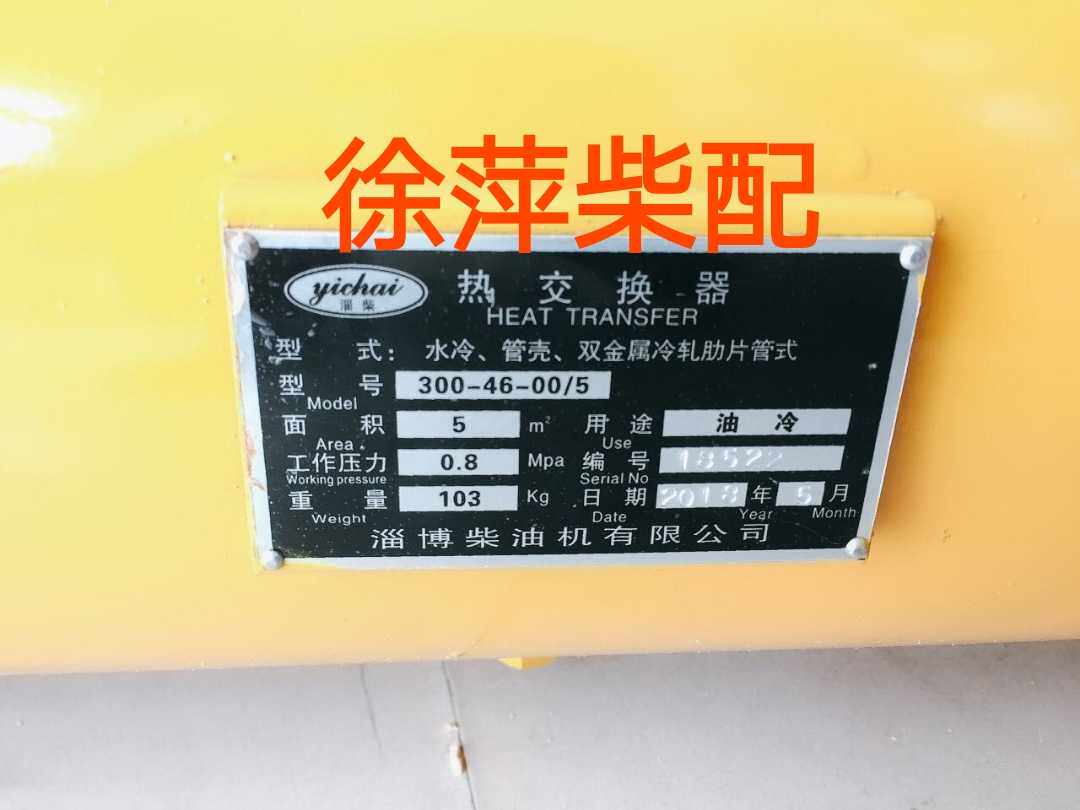 徐萍柴配
yichai
淄柴
热交换器
HEAT TRANSFER
型式：水冷、管壳、双金属冷轧肋片管式
型号 300-46-00/5
Model
面积 5 m² 用途 油冷
Area Use
工作压力 0.8 Mpa 编号 18522
Working pressure Serial No
重量 103 Kg 日期 2018 年 5 月
Weight Date Year Month
淄博柴油机有限公司